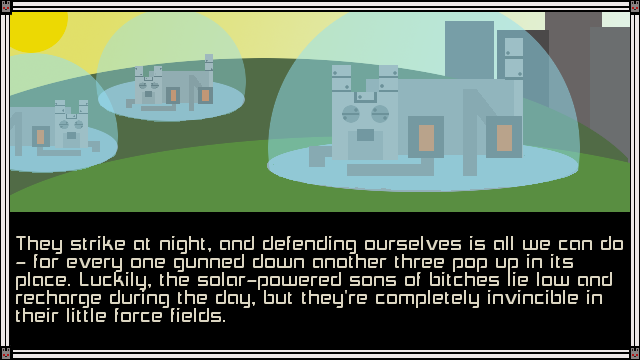 They strike at night, and defending ourselves is all we can do
- for every one gunned down another three pop up in its
place. Luckily, the solar-powered sons of bitches lie low and
recharge during the day, but they're completely invincible in
their little force fields.